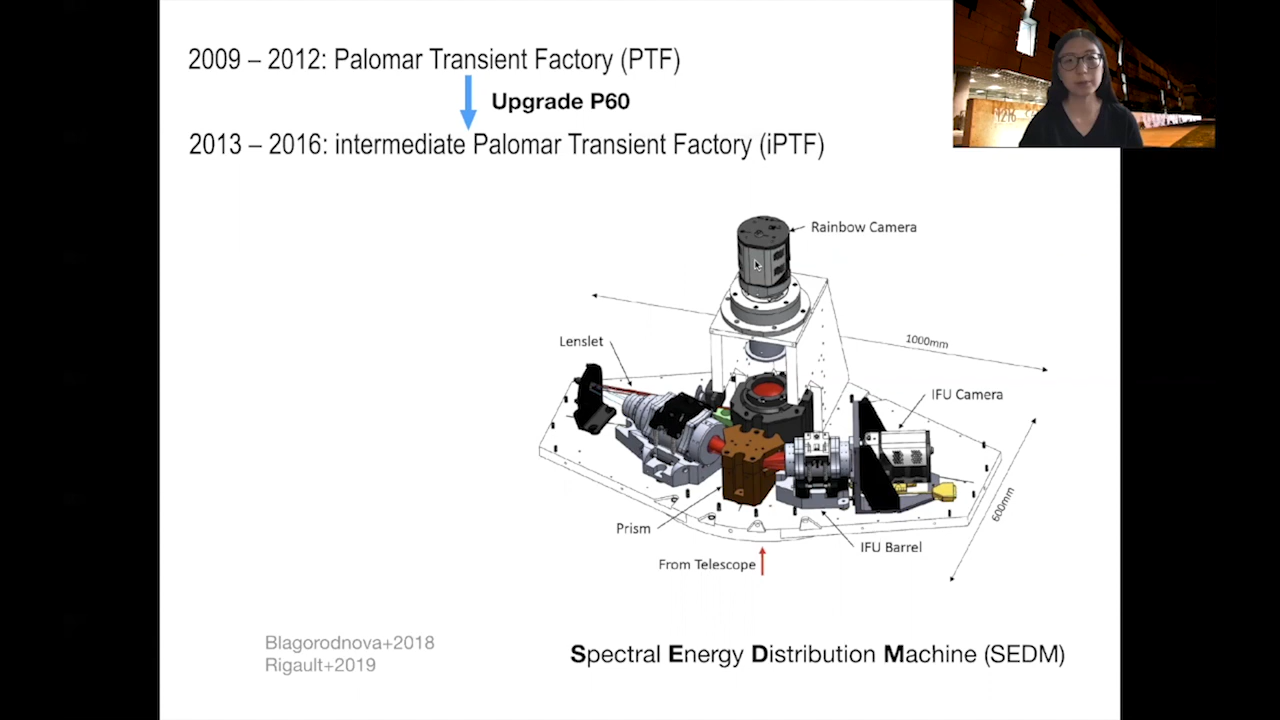 2009 – 2012: Palomar Transient Factory (PTF)
Upgrade P60
2013 – 2016: intermediate Palomar Transient Factory (iPTF)
1216
Rainbow Camera
1000mm
Lenslet
IFU Camera
600mm
Prism
IFU Barrel
From Telescope
Blagorodnova+2018
Rigault+2019
Spectral Energy Distribution Machine (SEDM)